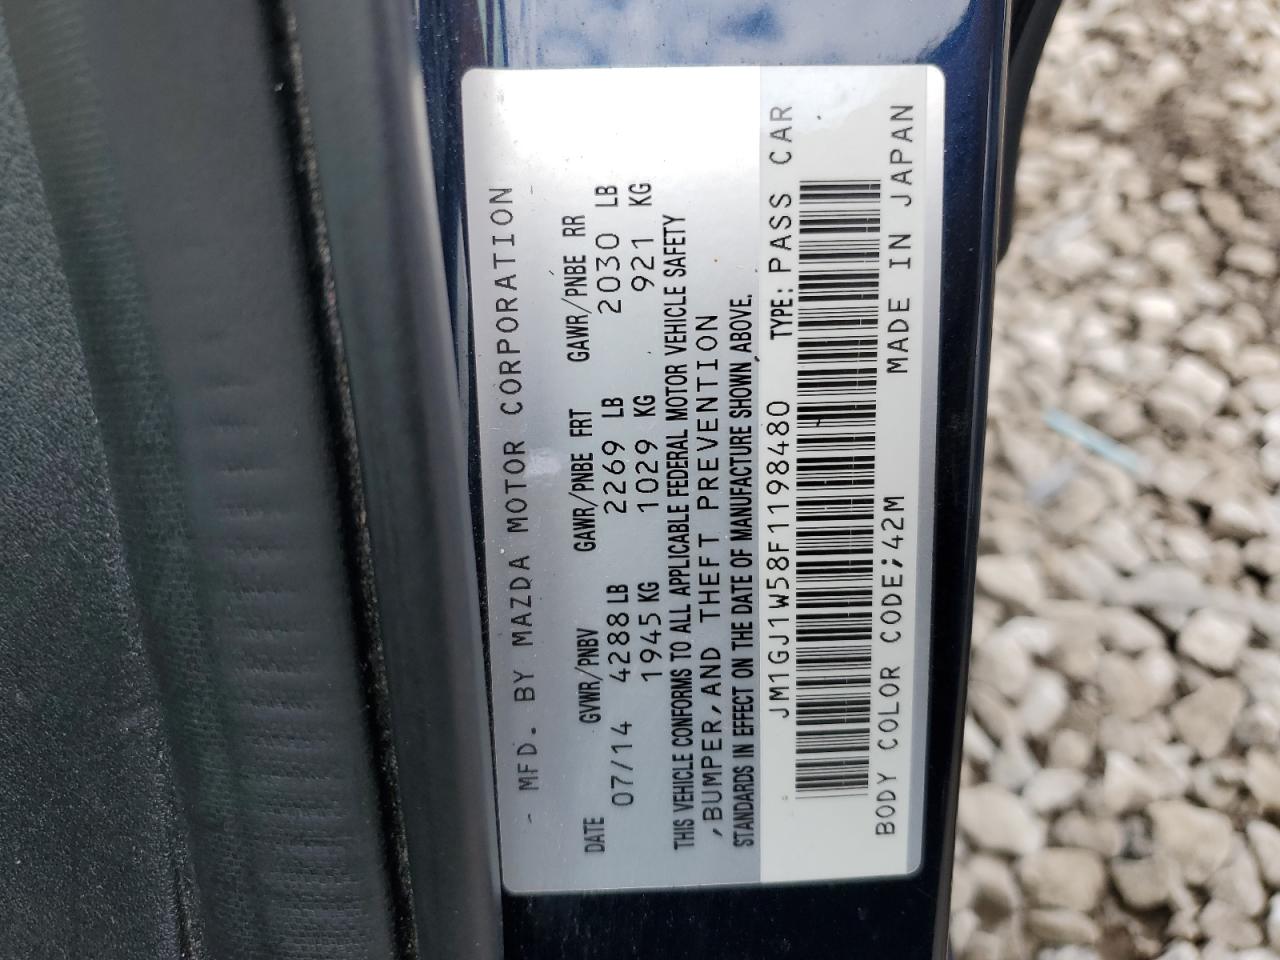 - MFD. BY MAZDA MOTOR CORPORATION -
DATE GVWR/PNBV GAWR/PNBE FRT GAWR/PNBE RR
07/14 4288 LB 2269 LB 2030 LB
1945 KG 1029 KG 921 KG
THIS VEHICLE CONFORMS TO ALL APPLICABLE FEDERAL MOTOR VEHICLE SAFETY
,BUMPER,AND THEFT PREVENTION
STANDARDS IN EFFECT ON THE DATE OF MANUFACTURE SHOWN ABOVE.
JM1GJ1W58F1198480 TYPE: PASS CAR
BODY COLOR CODE;42M MADE IN JAPAN